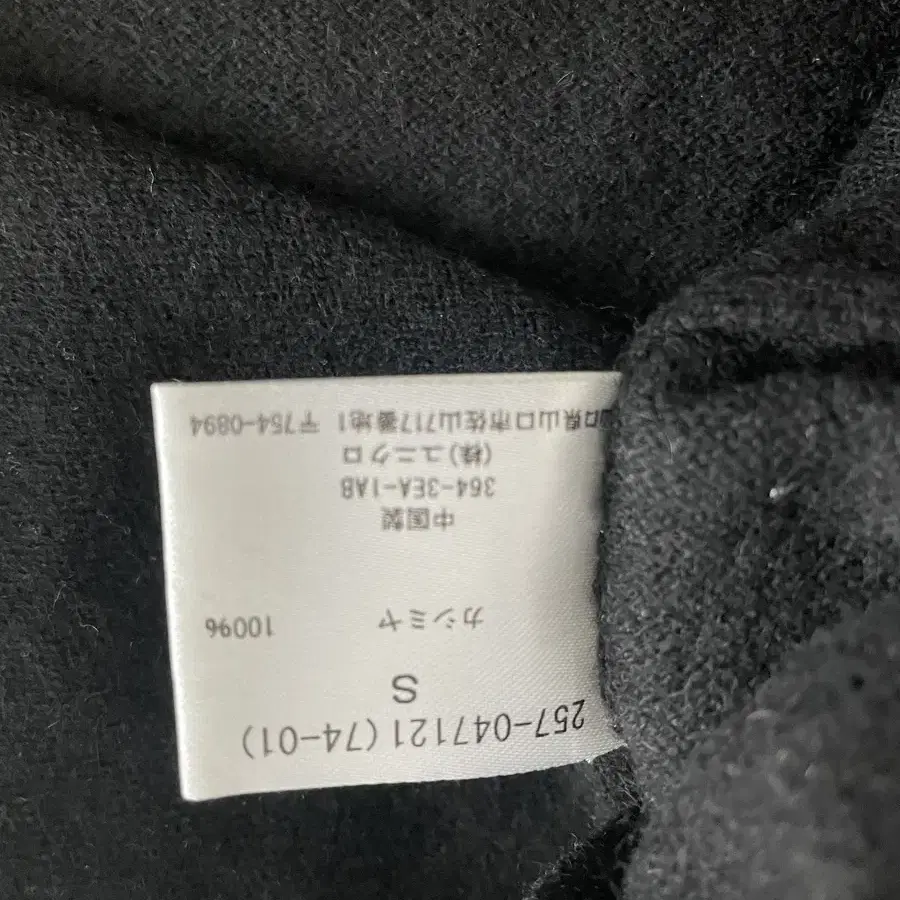 257-047121(74-01)
S
カシミヤ 100%
中国製
364-3EA-1AB
(株)ユニクロ
口県山口市佐山717番地1 〒754-0894